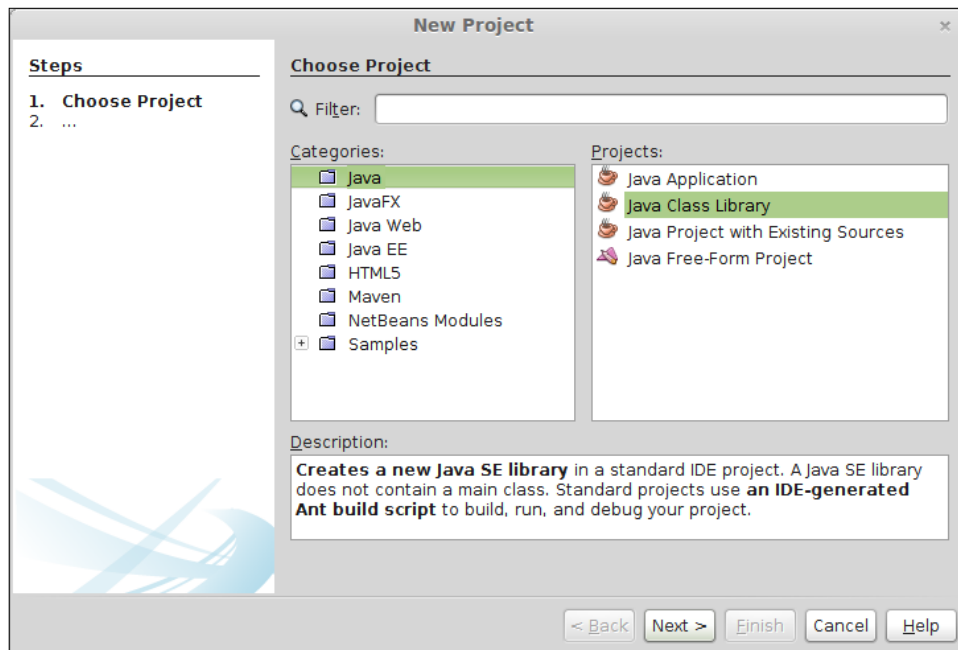 New Project
Steps
1. Choose Project
2. ...
Choose Project
Filter:
Categories:
Java
JavaFX
Java Web
Java EE
HTML5
Maven
NetBeans Modules
Samples
Projects:
Java Application
Java Class Library
Java Project with Existing Sources
Java Free-Form Project
Description:
Creates a new Java SE library in a standard IDE project. A Java SE library
does not contain a main class. Standard projects use an IDE-generated
Ant build script to build, run, and debug your project.
< Back
Next >
Finish
Cancel
Help